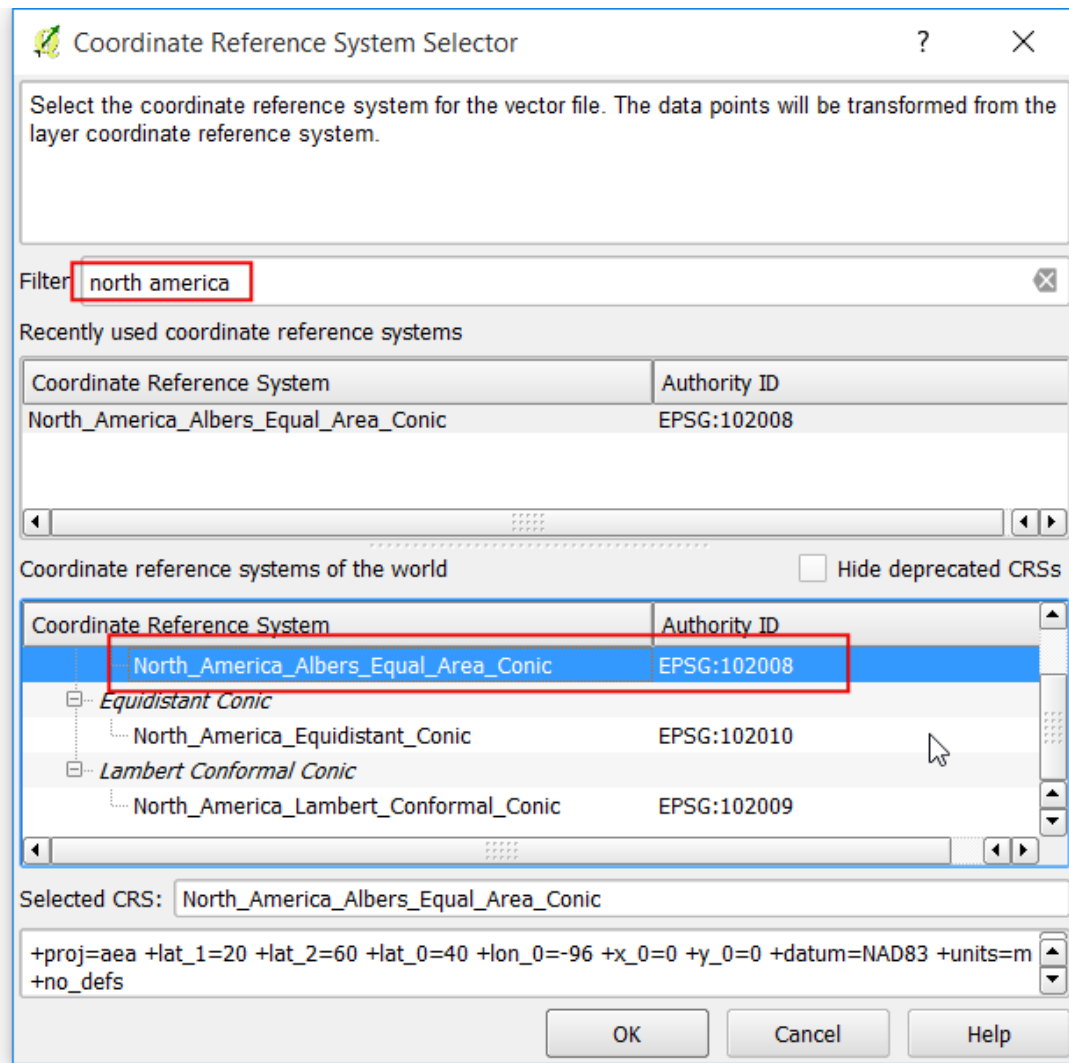 Coordinate Reference System Selector ?
Select the coordinate reference system for the vector file. The data points will be transformed from the
layer coordinate reference system.
Filter north america
Recently used coordinate reference systems
Coordinate Reference System Authority ID
North_America_Albers_Equal_Area_Conic EPSG:102008
Coordinate reference systems of the world Hide deprecated CRSs
Coordinate Reference System Authority ID
North_America_Albers_Equal_Area_Conic EPSG:102008
Equidistant Conic
North_America_Equidistant_Conic EPSG:102010
Lambert Conformal Conic
North_America_Lambert_Conformal_Conic EPSG:102009
Selected CRS: North_America_Albers_Equal_Area_Conic
+proj=aea +lat_1=20 +lat_2=60 +lat_0=40 +lon_0=-96 +x_0=0 +y_0=0 +datum=NAD83 +units=m
+no_defs
OK Cancel Help